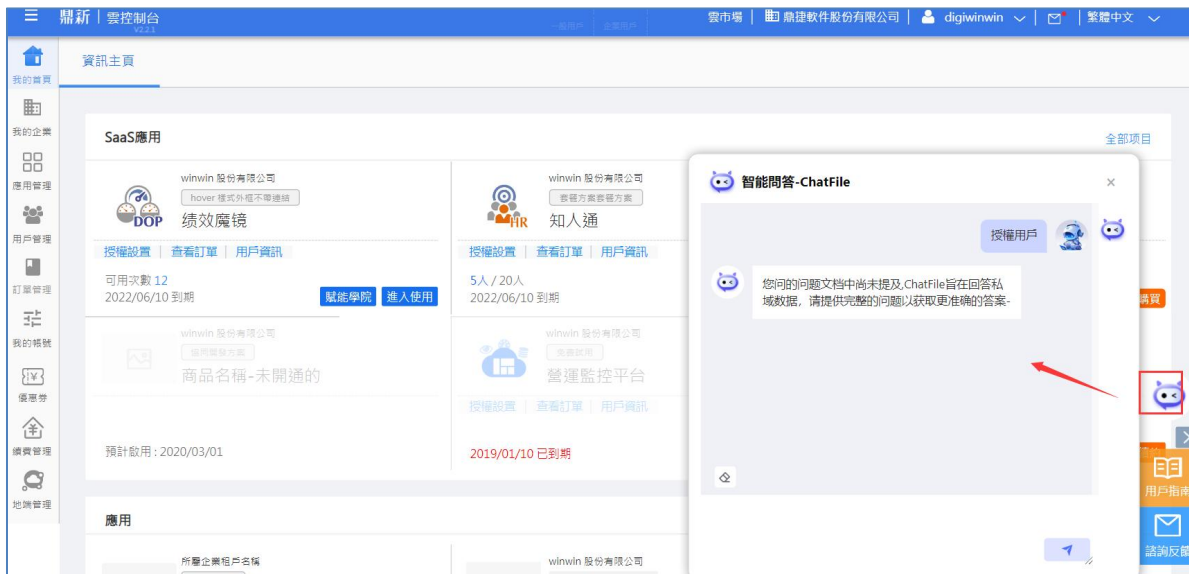 鼎新 | 雲控制台
V2.2.1
一般用戶 企業用戶
雲市場 | 鼎捷軟件股份有限公司 | digiwinwin | 繁體中文
我的首頁
我的企業
應用管理
用戶管理
訂單管理
我的帳號
優惠劵
續費管理
地端管理
資訊主頁
SaaS應用
全部项目
winwin 股份有限公司
hover 樣式外框不帶連結
DOP
绩效魔镜
授權設置 | 查看訂單 | 用戶資訊
可用次數 12
2022/06/10 到期
賦能學院 進入使用
winwin 股份有限公司
套餐方案套餐方案
HR
知人通
授權設置 | 查看訂單 | 用戶資訊
5人 / 20人
2022/06/10 到期
winwin 股份有限公司
商品名稱-未開通的
預計啟用 : 2020/03/01
winwin 股份有限公司
免費試用
營運監控平台
授權設置 | 查看訂單 | 用戶資訊
2019/01/10 已到期
應用
所屬企業租戶名稱
winwin 股份有限公司
智能問答-ChatFile
×
授權用戶
您问的问题文档中尚未提及,ChatFile旨在回答私
域数据，请提供完整的问题以获取更准确的答案-
購買
用戶指南
諮詢反饋